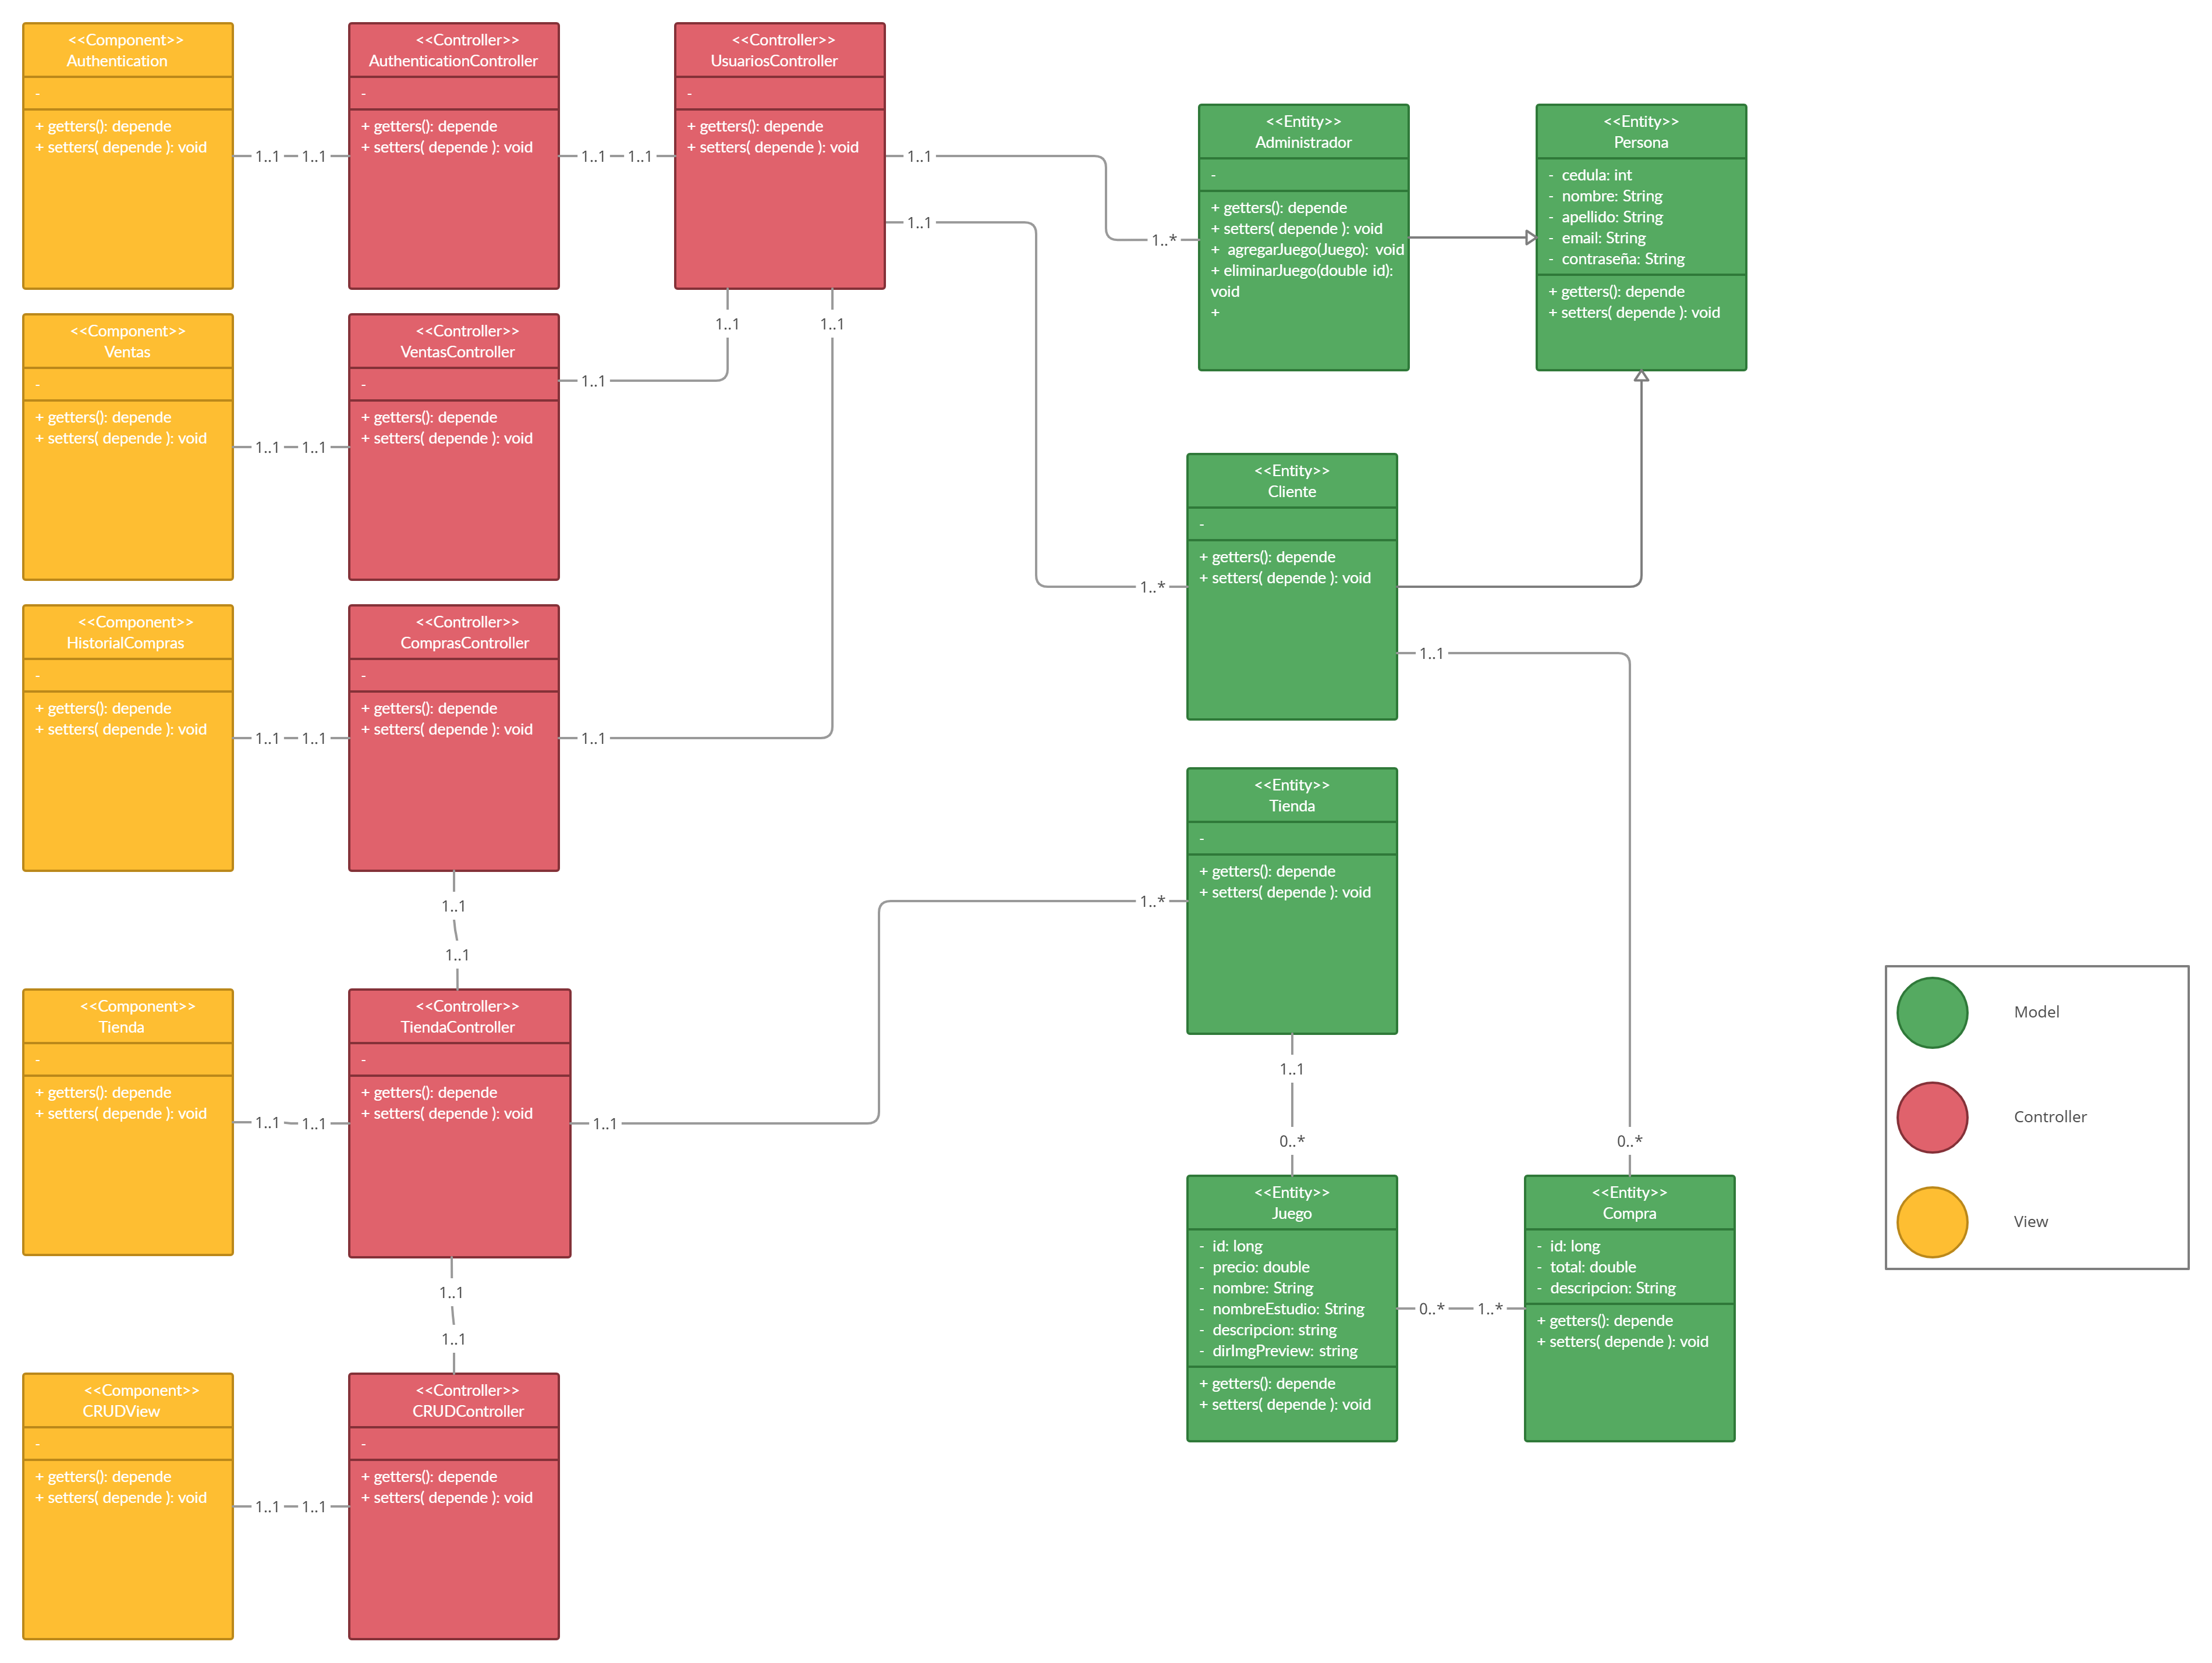 <<Component>>
Authentication
-
+ getters(): depende
+ setters( depende ): void
1..1
1..1
<<Controller>>
AuthenticationController
-
+ getters(): depende
+ setters( depende ): void
1..1
1..1
<<Controller>>
UsuariosController
-
+ getters(): depende
+ setters( depende ): void
1..1
1..*
1..1
1..*
1..1
1..1
<<Entity>>
Administrador
-
+ getters(): depende
+ setters( depende ): void
+ agregarJuego(Juego): void
+ eliminarJuego(double id):
void
+
<<Entity>>
Persona
- cedula: int
- nombre: String
- apellido: String
- email: String
- contraseña: String
+ getters(): depende
+ setters( depende ): void
<<Component>>
Ventas
-
+ getters(): depende
+ setters( depende ): void
1..1
1..1
<<Controller>>
VentasController
-
+ getters(): depende
+ setters( depende ): void
1..1
<<Entity>>
Cliente
-
+ getters(): depende
+ setters( depende ): void
1..1
<<Component>>
HistorialCompras
-
+ getters(): depende
+ setters( depende ): void
1..1
1..1
<<Controller>>
ComprasController
-
+ getters(): depende
+ setters( depende ): void
1..1
1..1
1..1
<<Entity>>
Tienda
-
+ getters(): depende
+ setters( depende ): void
1..*
1..1
0..*
0..*
<<Component>>
Tienda
-
+ getters(): depende
+ setters( depende ): void
1..1
1..1
<<Controller>>
TiendaController
-
+ getters(): depende
+ setters( depende ): void
1..1
1..1
1..1
Model
Controller
View
<<Entity>>
Juego
- id: long
- precio: double
- nombre: String
- nombreEstudio: String
- descripcion: string
- dirImgPreview: string
+ getters(): depende
+ setters( depende ): void
0..*
1..*
<<Entity>>
Compra
- id: long
- total: double
- descripcion: String
+ getters(): depende
+ setters( depende ): void
<<Component>>
CRUDView
-
+ getters(): depende
+ setters( depende ): void
1..1
1..1
<<Controller>>
CRUDController
-
+ getters(): depende
+ setters( depende ): void